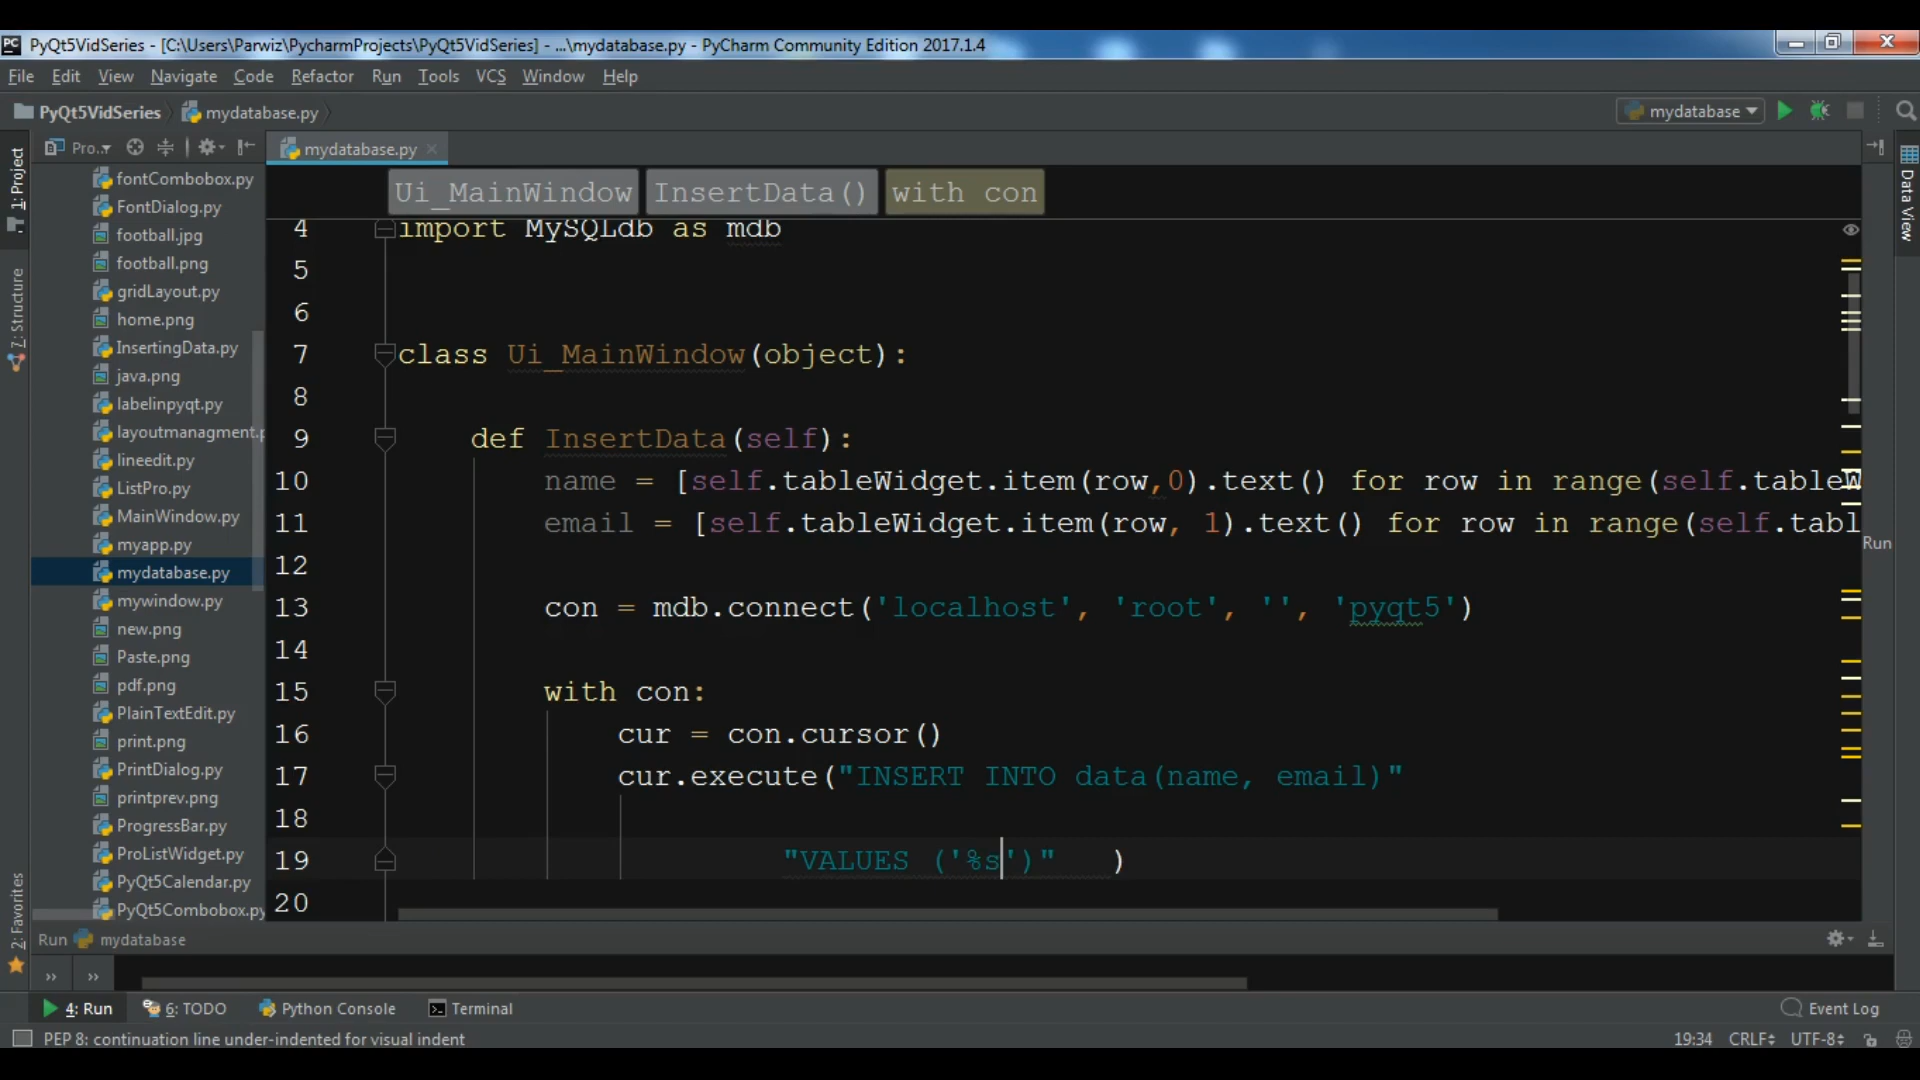 PyQt5VidSeries - [C:\Users\Parwiz\PycharmProjects\PyQt5VidSeries] - ...\mydatabase.py - PyCharm Community Edition 2017.1.4
File Edit View Navigate Code Refactor Run Tools VCS Window Help
PyQt5VidSeries mydatabase.py mydatabase
Pro.. mydatabase.py
1: Project
7: Structure
2: Favorites
fontCombobox.py
FontDialog.py
football.jpg
football.png
gridLayout.py
home.png
InsertingData.py
java.png
labelinpyqt.py
layoutmanagment.p
lineedit.py
ListPro.py
MainWindow.py
myapp.py
mydatabase.py
mywindow.py
new.png
Paste.png
pdf.png
PlainTextEdit.py
print.png
PrintDialog.py
printprev.png
ProgressBar.py
ProListWidget.py
PyQt5Calendar.py
PyQt5Combobox.py
Ui_MainWindow InsertData() with con
4 import MySQLdb as mdb
5
6
7 class Ui_MainWindow(object):
8
9 def InsertData(self):
10 name = [self.tableWidget.item(row,0).text() for row in range(self.tableW
11 email = [self.tableWidget.item(row, 1).text() for row in range(self.tabl
12
13 con = mdb.connect('localhost', 'root', '', 'pyqt5')
14
15 with con:
16 cur = con.cursor()
17 cur.execute("INSERT INTO data(name, email)"
18
19 "VALUES ('%s')" )
20
Data View
Run
Run mydatabase
» »
4: Run 6: TODO Python Console Terminal Event Log
PEP 8: continuation line under-indented for visual indent 19:34 CRLF UTF-8